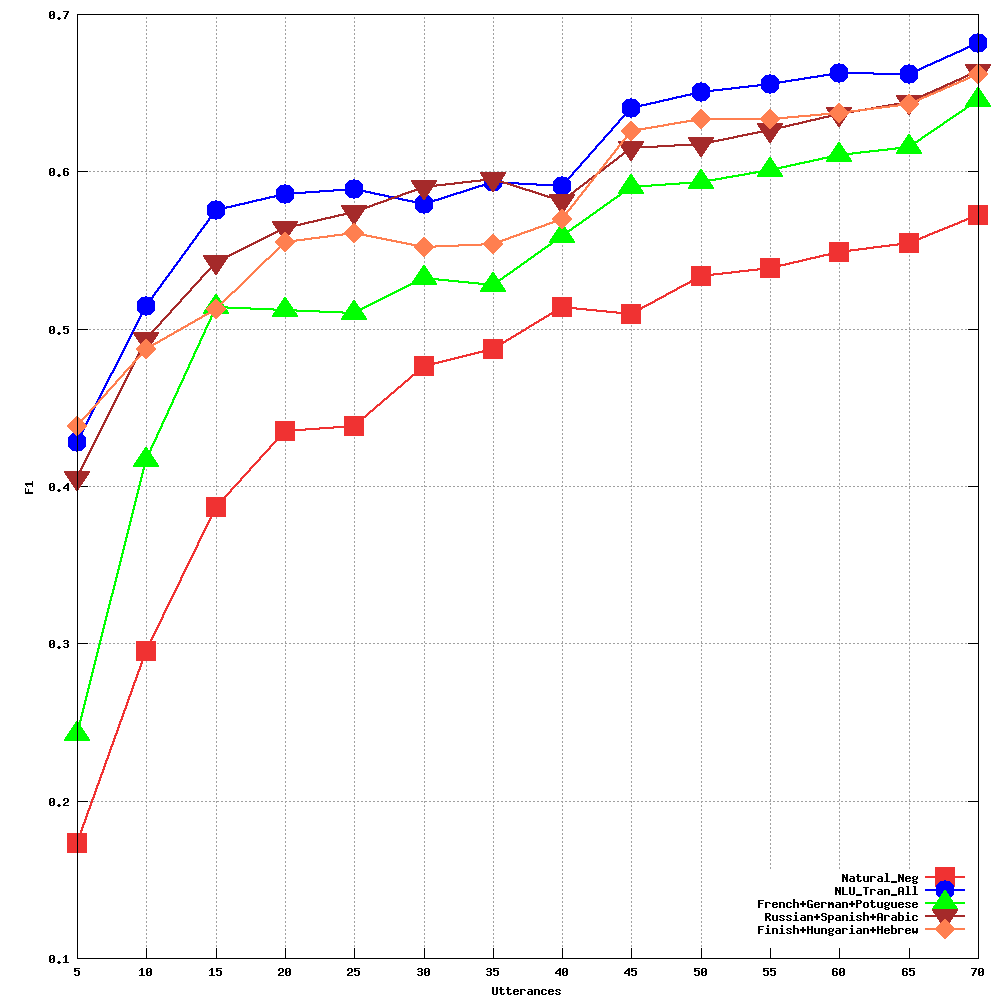 0.7
0.6
0.5
0.4
0.3
0.2
0.1
F1
5 10 15 20 25 30 35 40 45 50 55 60 65 70
Utterances
Natural_Neg
NLU_Tran_All
French+German+Potuguese
Russian+Spanish+Arabic
Finish+Hungarian+Hebrew